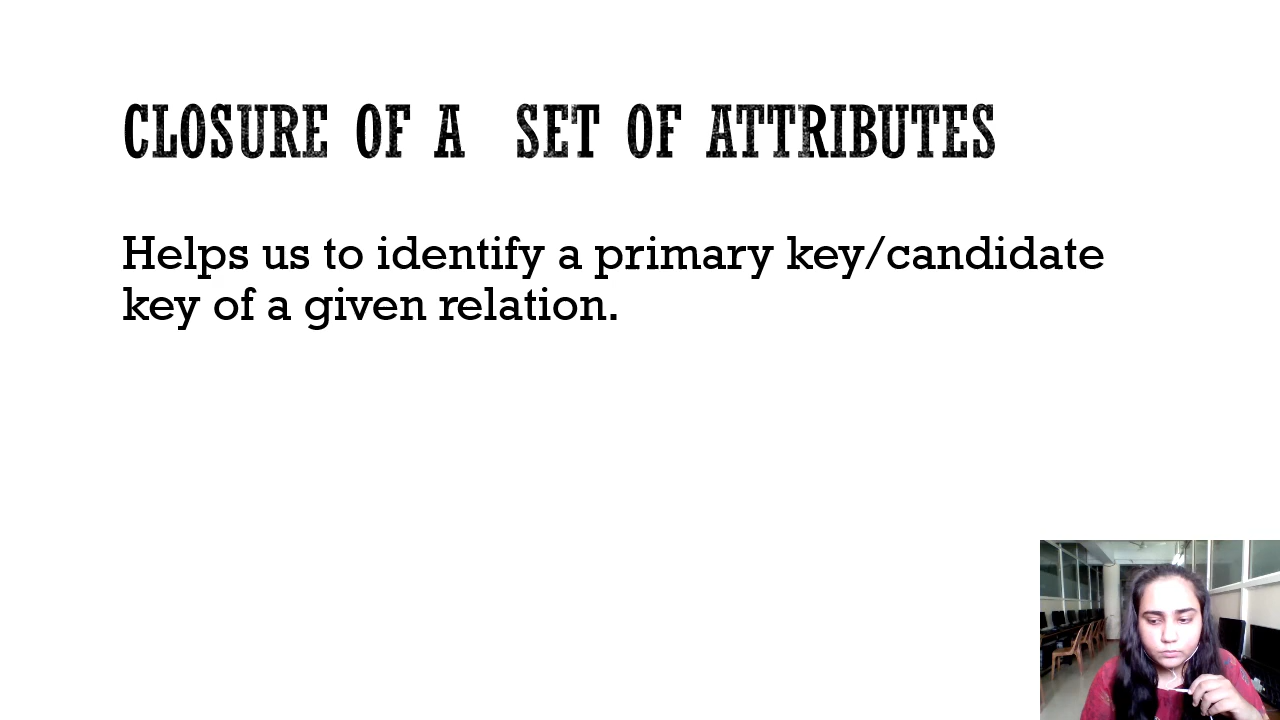 CLOSURE OF A SET OF ATTRIBUTES
Helps us to identify a primary key/candidate
key of a given relation.